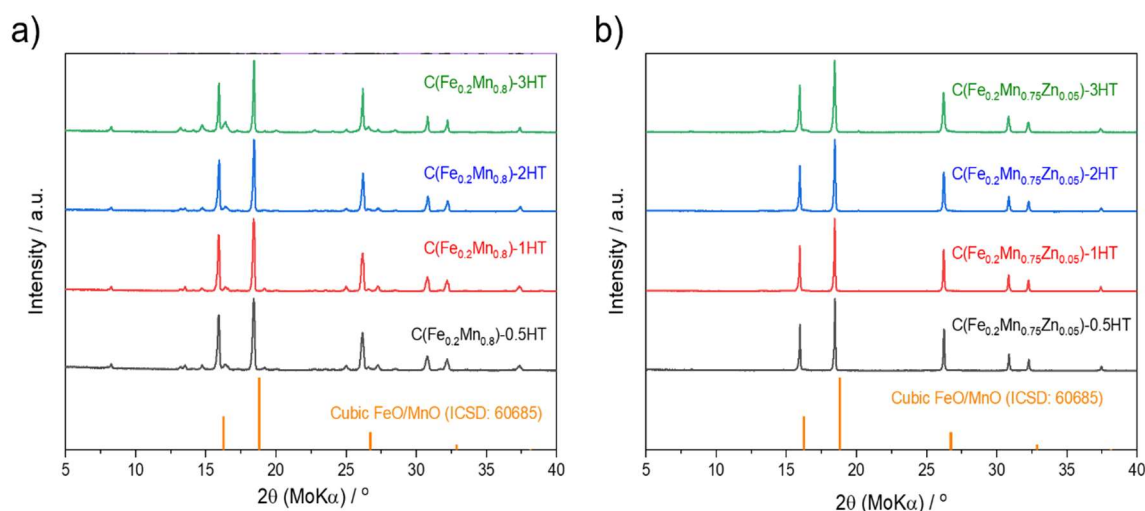 a)
C(Fe0.2Mn0.8)-3HT
C(Fe0.2Mn0.8)-2HT
C(Fe0.2Mn0.8)-1HT
C(Fe0.2Mn0.8)-0.5HT
Cubic FeO/MnO (ICSD: 60685)
Intensity / a.u.
5 10 15 20 25 30 35 40
2θ (MoKα) / °
b)
C(Fe0.2Mn0.75Zn0.05)-3HT
C(Fe0.2Mn0.75Zn0.05)-2HT
C(Fe0.2Mn0.75Zn0.05)-1HT
C(Fe0.2Mn0.75Zn0.05)-0.5HT
Cubic FeO/MnO (ICSD: 60685)
Intensity / a.u.
5 10 15 20 25 30 35 40
2θ (MoKα) / °